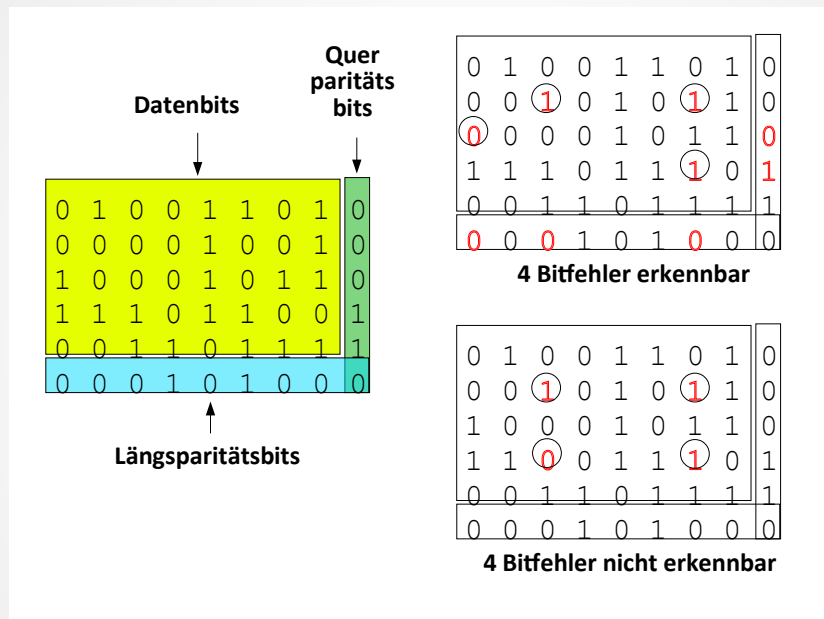 Datenbits
Quer
paritäts
bits
0 1 0 0 1 1 0 1 0
0 0 0 0 1 0 0 1 0
1 0 0 0 1 0 1 1 0
1 1 1 0 1 1 0 0 1
0 0 1 1 0 1 1 1 1
0 0 0 1 0 1 0 0 0
Längsparitätsbits
0 1 0 0 1 1 0 1 0
0 0 1 0 1 0 1 1 0
0 0 0 0 1 0 1 1 0
1 1 1 0 1 1 1 0 1
0 0 1 1 0 1 1 1 1
0 0 0 1 0 1 0 0 0
4 Bitfehler erkennbar
0 1 0 0 1 1 0 1 0
0 0 1 0 1 0 1 1 0
1 0 0 0 1 0 1 1 0
1 1 0 0 1 1 1 0 1
0 0 1 1 0 1 1 1 1
0 0 0 1 0 1 0 0 0
4 Bitfehler nicht erkennbar